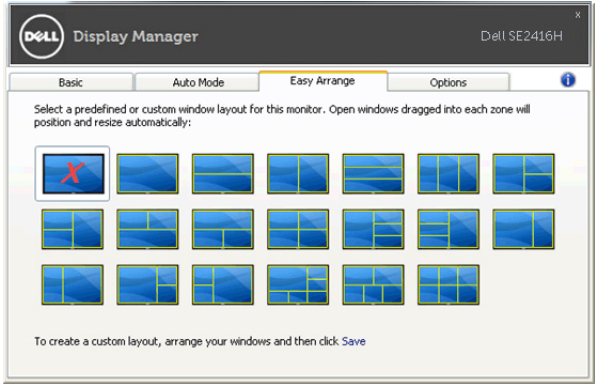 x
DELL Display Manager Dell SE2416H
Basic Auto Mode Easy Arrange Options i
Select a predefined or custom window layout for this monitor. Open windows dragged into each zone will
position and resize automatically:
X
To create a custom layout, arrange your windows and then click Save